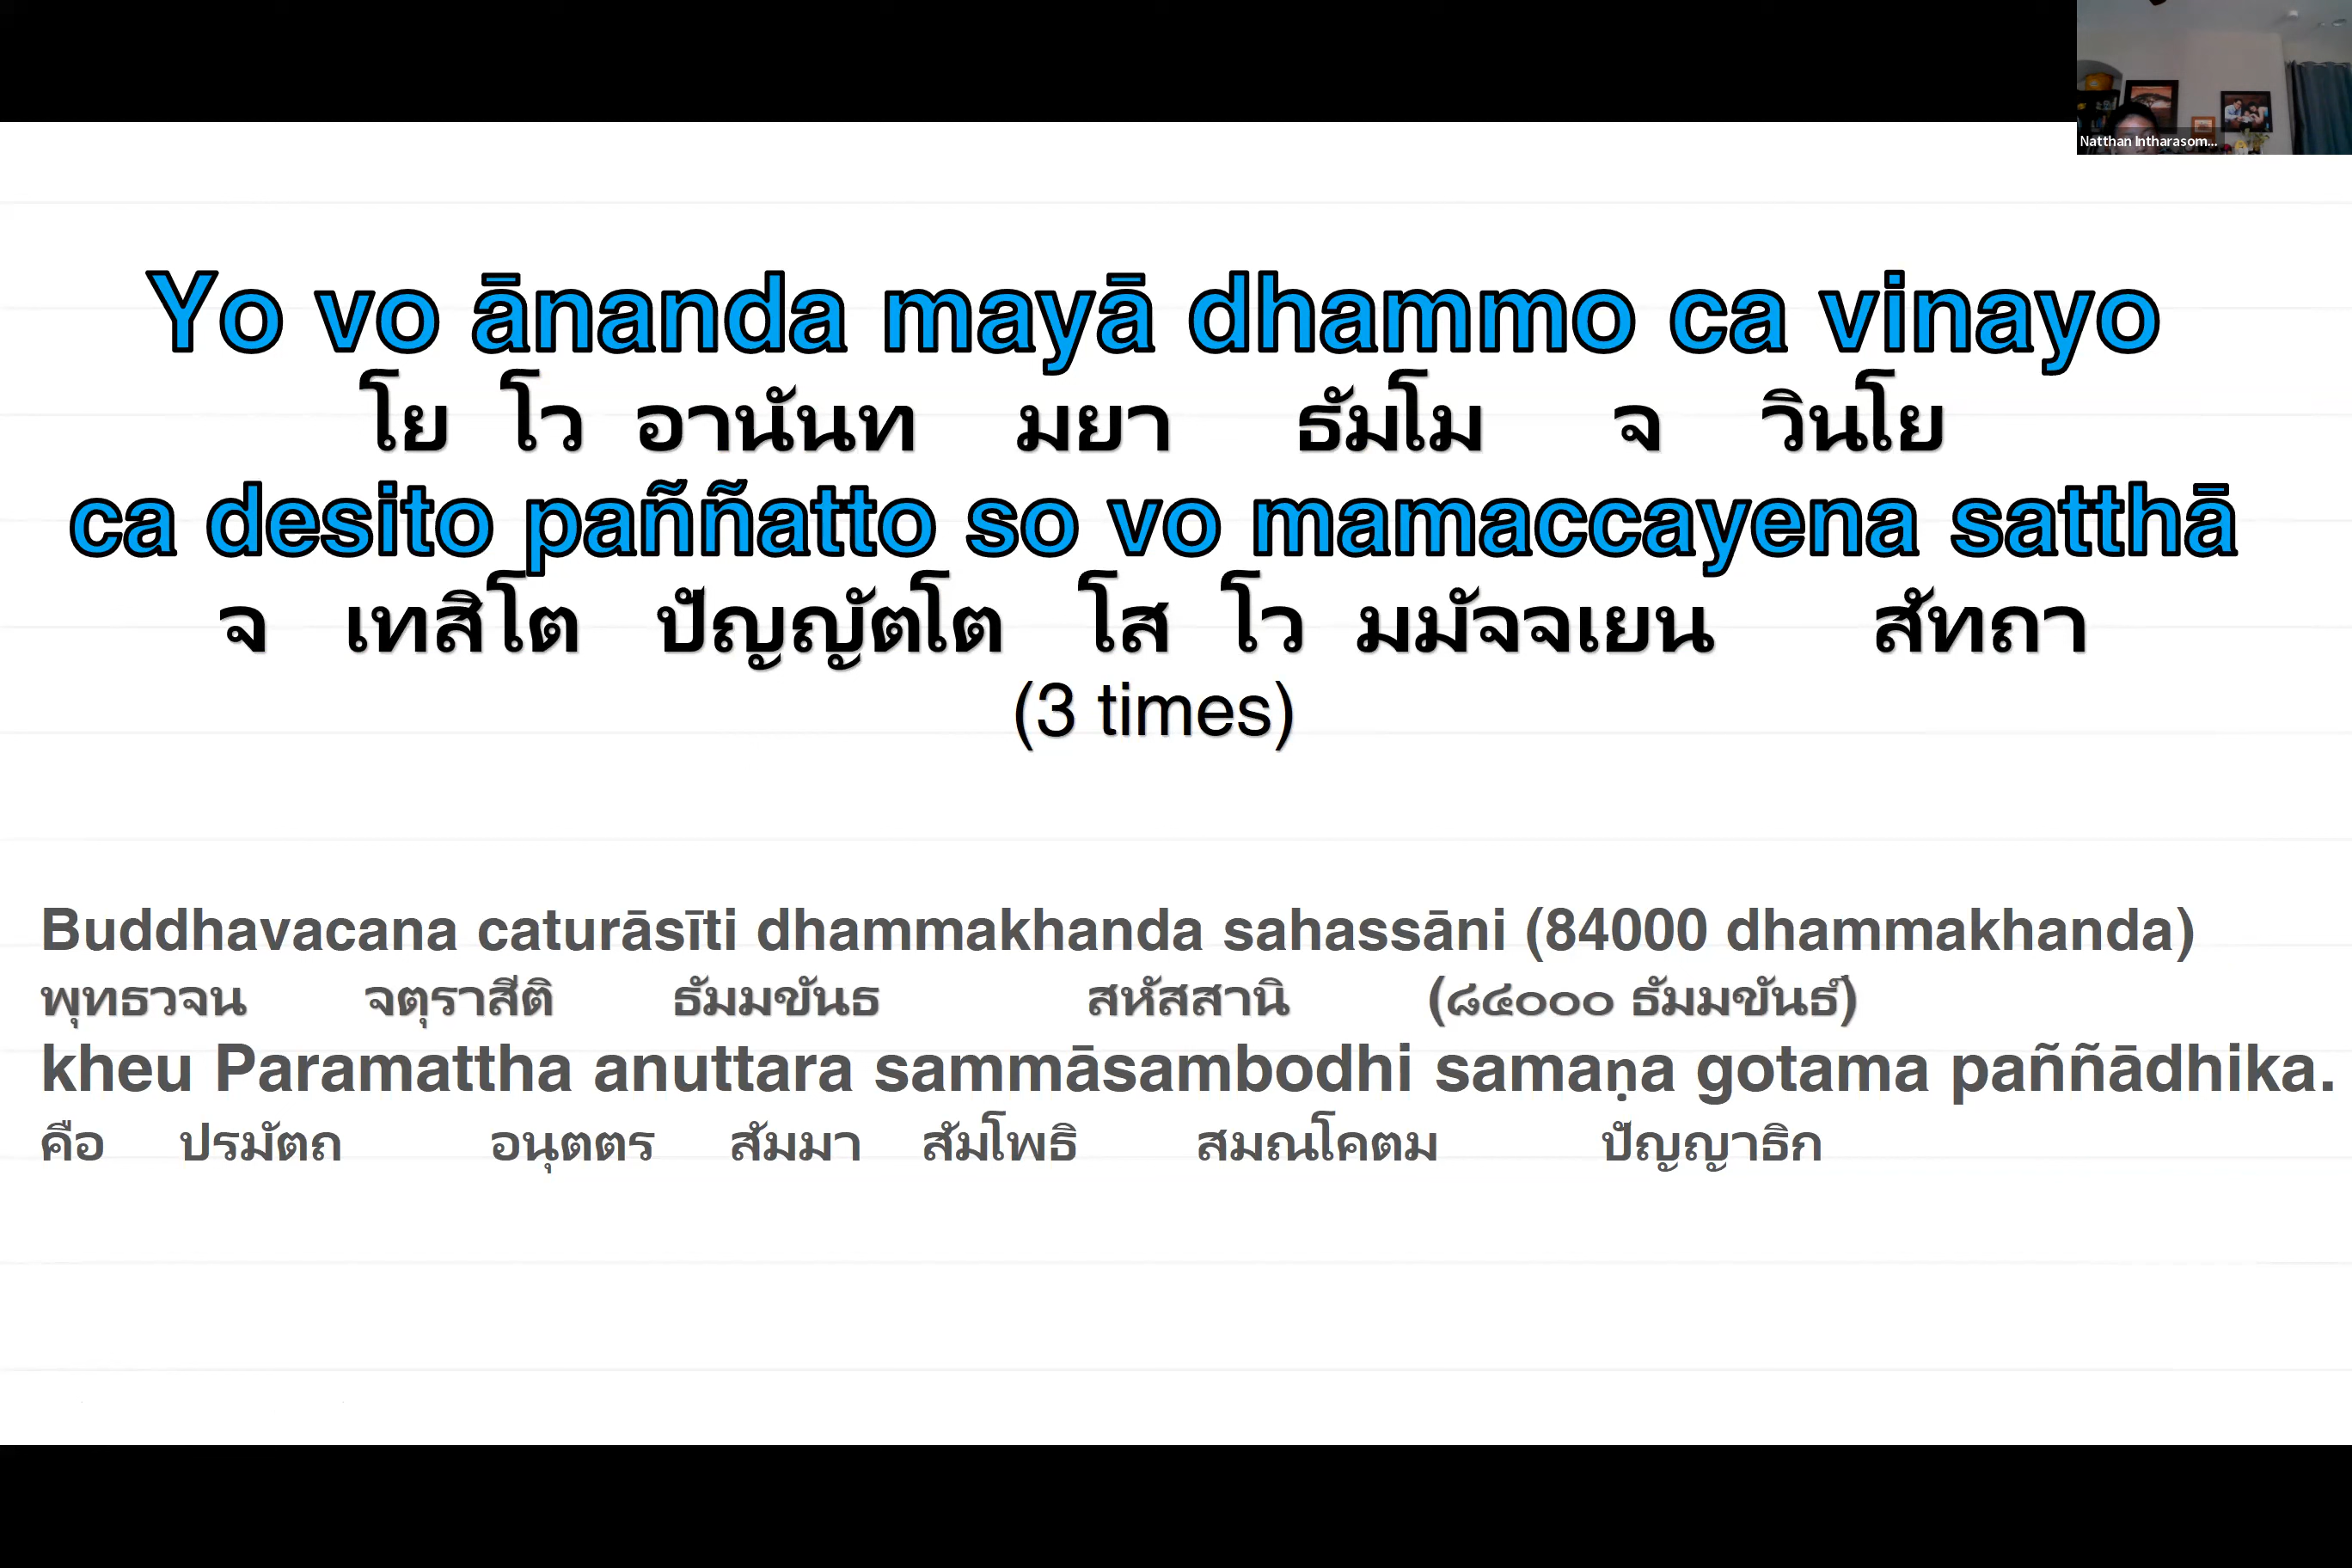 Natthan Intharasom...
Yo vo ānanda mayā dhammo ca vinayo
โย โว อานันท มยา ธัมโม จ วินโย
ca desito paññatto so vo mamaccayena satthā
จ เทสิโต ปัญญัตโต โส โว มมัจจเยน สัทถา
(3 times)
Buddhavacana caturāsīti dhammakhanda sahassāni (84000 dhammakhanda)
พุทธวจน จตุราสีติ ธัมมขันธ สหัสสานิ (๘๔๐๐๐ ธัมมขันธ์)
kheu Paramattha anuttara sammāsambodhi samaṇa gotama paññādhika.
คือ ปรมัตถ อนุตตร สัมมา สัมโพธิ สมณโคตม ปัญญาธิก